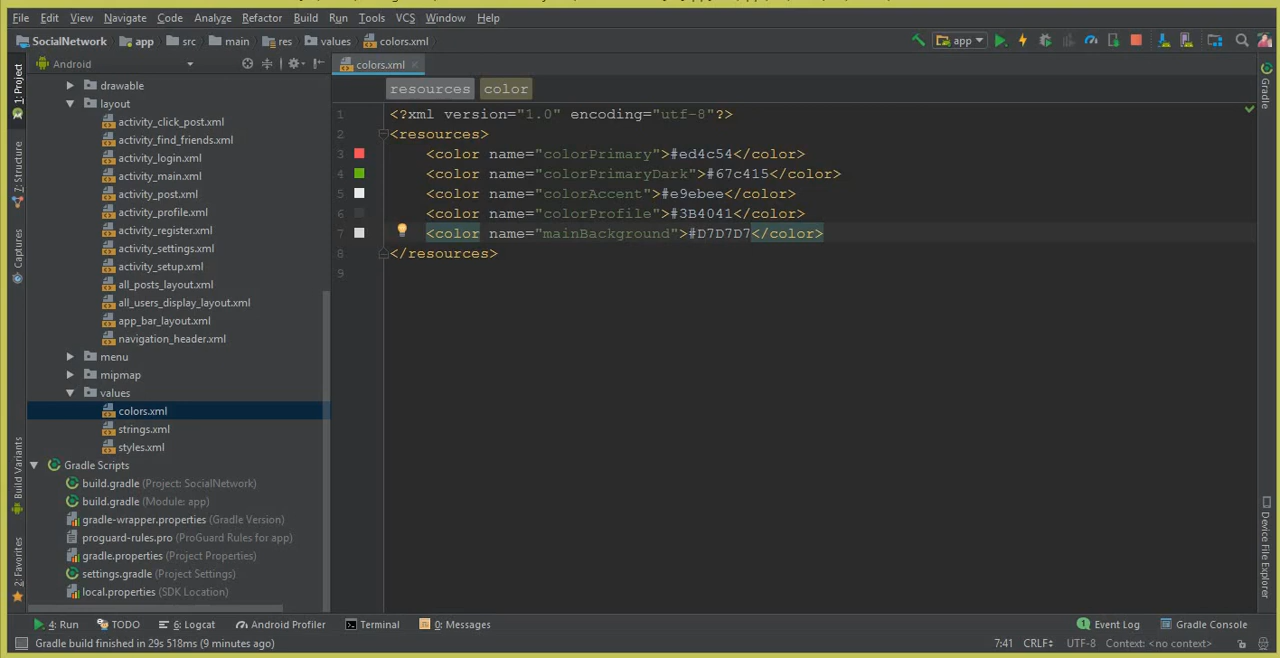 File Edit View Navigate Code Analyze Refactor Build Run Tools VCS Window Help
SocialNetwork app src main res values colors.xml app
Android
colors.xml
1: Project
7: Structure
Captures
Build Variants
2: Favorites
drawable
layout
activity_click_post.xml
activity_find_friends.xml
activity_login.xml
activity_main.xml
activity_post.xml
activity_profile.xml
activity_register.xml
activity_settings.xml
activity_setup.xml
all_posts_layout.xml
all_users_display_layout.xml
app_bar_layout.xml
navigation_header.xml
menu
mipmap
values
colors.xml
strings.xml
styles.xml
Gradle Scripts
build.gradle (Project: SocialNetwork)
build.gradle (Module: app)
gradle-wrapper.properties (Gradle Version)
proguard-rules.pro (ProGuard Rules for app)
gradle.properties (Project Properties)
settings.gradle (Project Settings)
local.properties (SDK Location)
resources color
1 <?xml version="1.0" encoding="utf-8"?>
2 <resources>
3 <color name="colorPrimary">#ed4c54</color>
4 <color name="colorPrimaryDark">#67c415</color>
5 <color name="colorAccent">#e9ebee</color>
6 <color name="colorProfile">#3B4041</color>
7 <color name="mainBackground">#D7D7D7</color>
8 </resources>
9
Gradle
Device File Explorer
4: Run TODO 6: Logcat Android Profiler Terminal 0: Messages 1 Event Log Gradle Console
Gradle build finished in 29s 518ms (9 minutes ago) 7:41 CRLF UTF-8 Context: <no context>